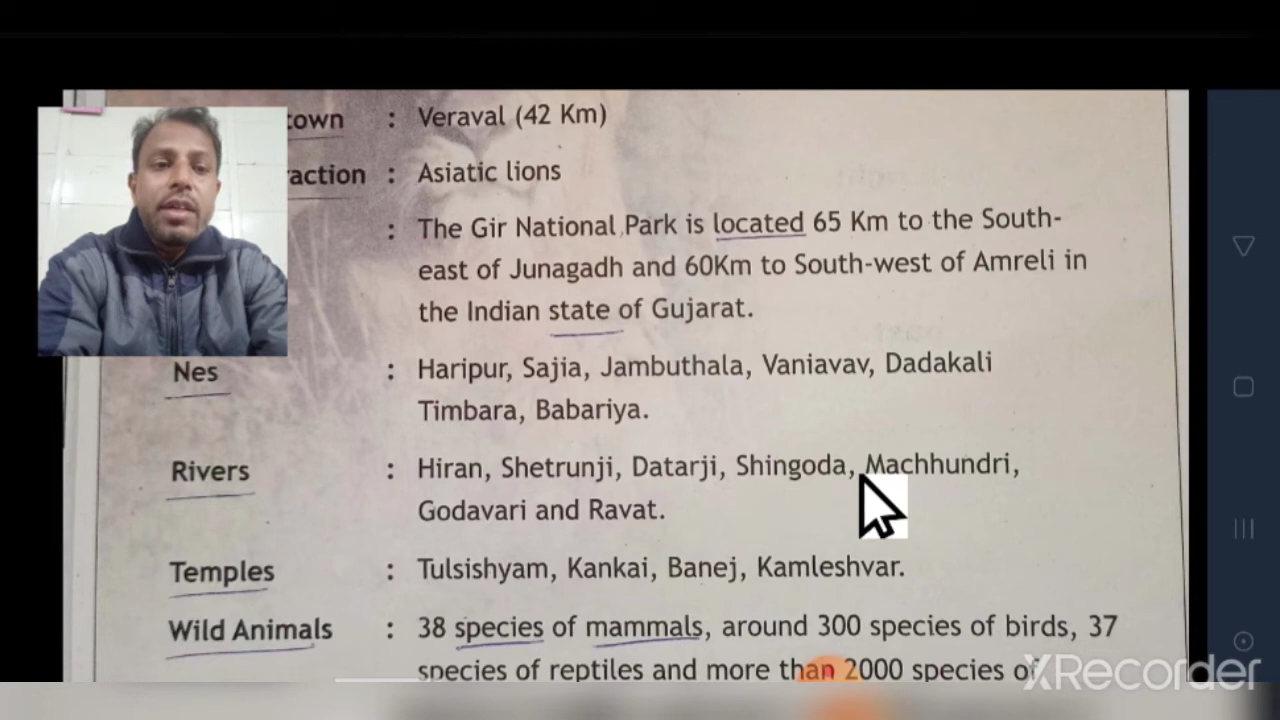 town : Veraval (42 Km)
raction : Asiatic lions
: The Gir National Park is located 65 Km to the South-
east of Junagadh and 60Km to South-west of Amreli in
the Indian state of Gujarat.
Nes : Haripur, Sajia, Jambuthala, Vaniavav, Dadakali
Timbara, Babariya.
Rivers : Hiran, Shetrunji, Datarji, Shingoda, Machhundri,
Godavari and Ravat.
Temples : Tulsishyam, Kankai, Banej, Kamleshvar.
Wild Animals : 38 species of mammals, around 300 species of birds, 37
species of reptiles and more than 2000 species of
XRecorder